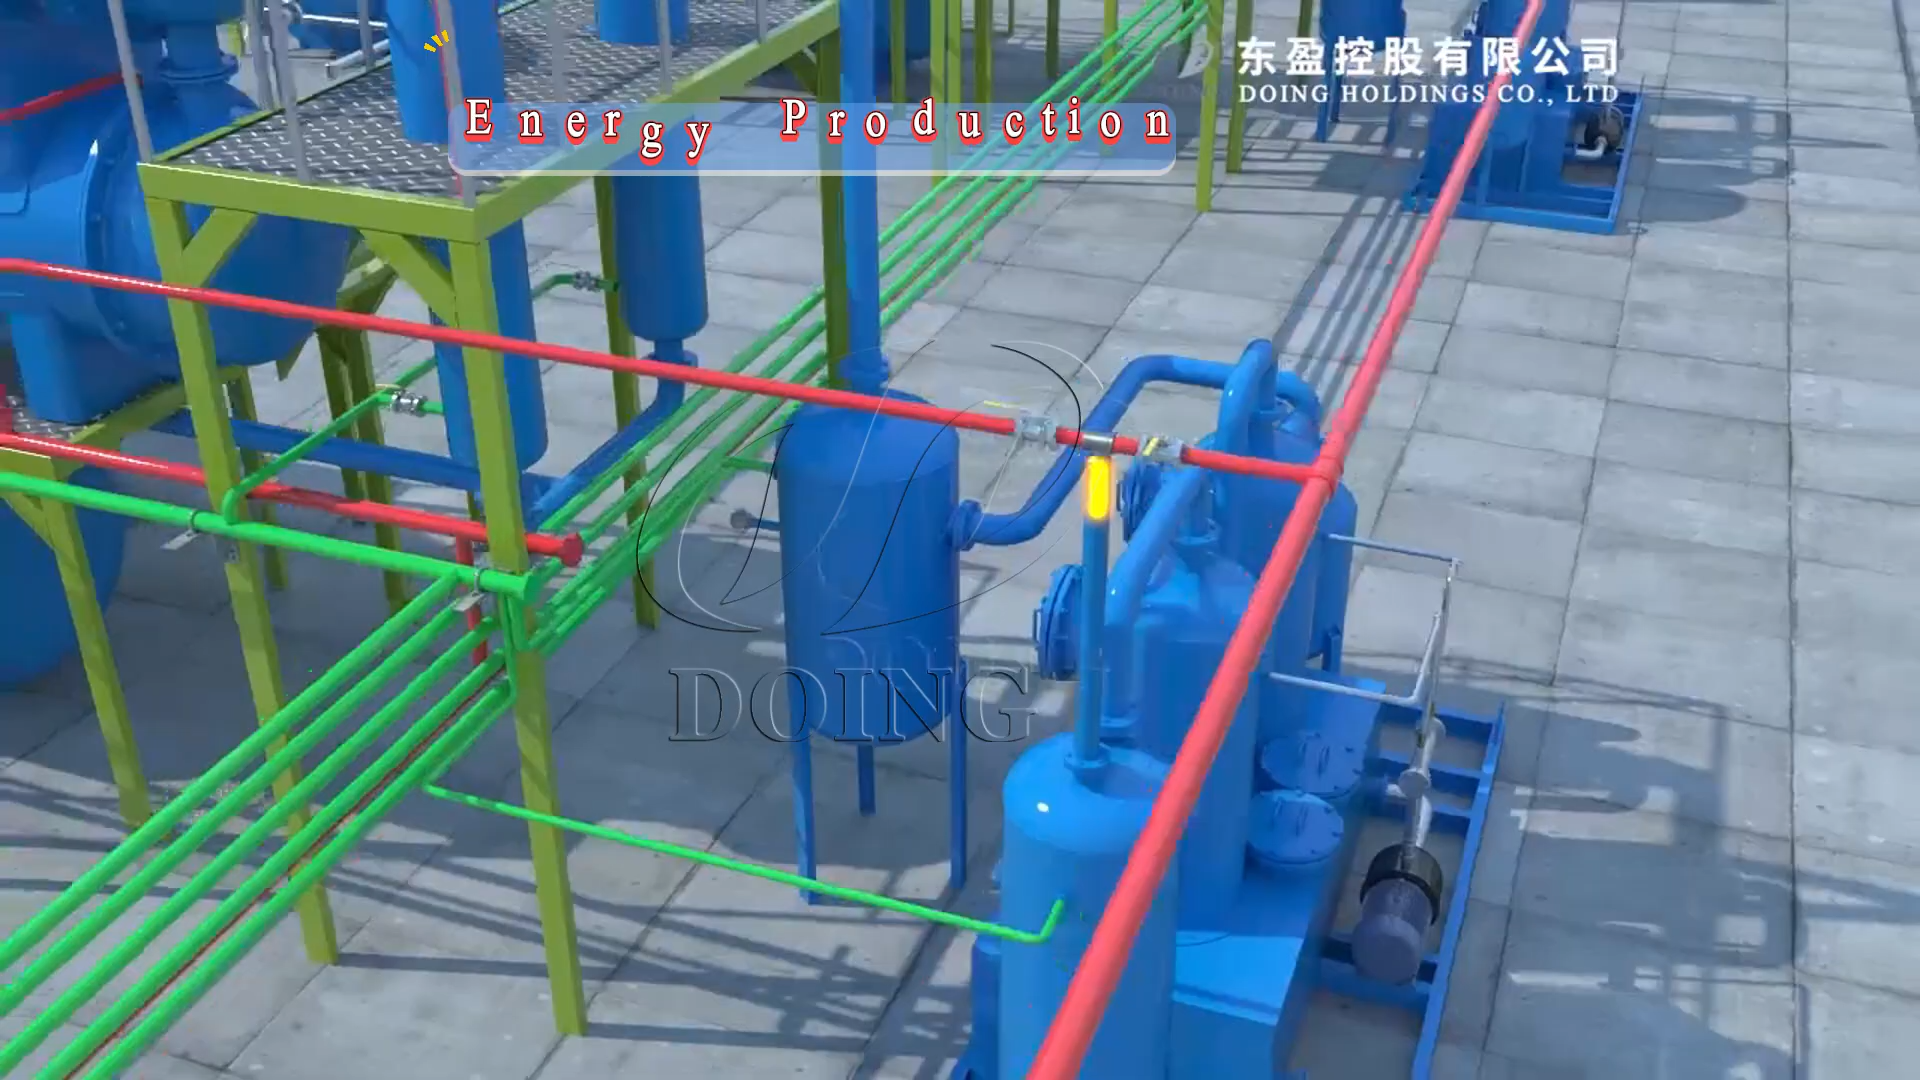 东盈控股有限公司
DOING HOLDINGS CO., LTD
Energy Production
DOING